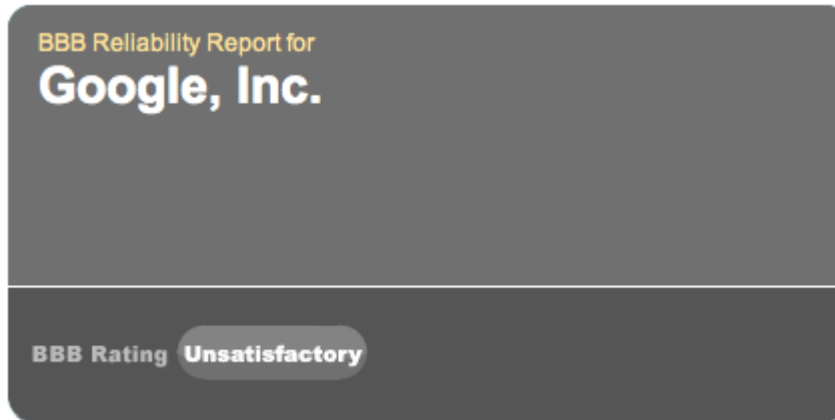 BBB Reliability Report for
Google, Inc.
BBB Rating Unsatisfactory